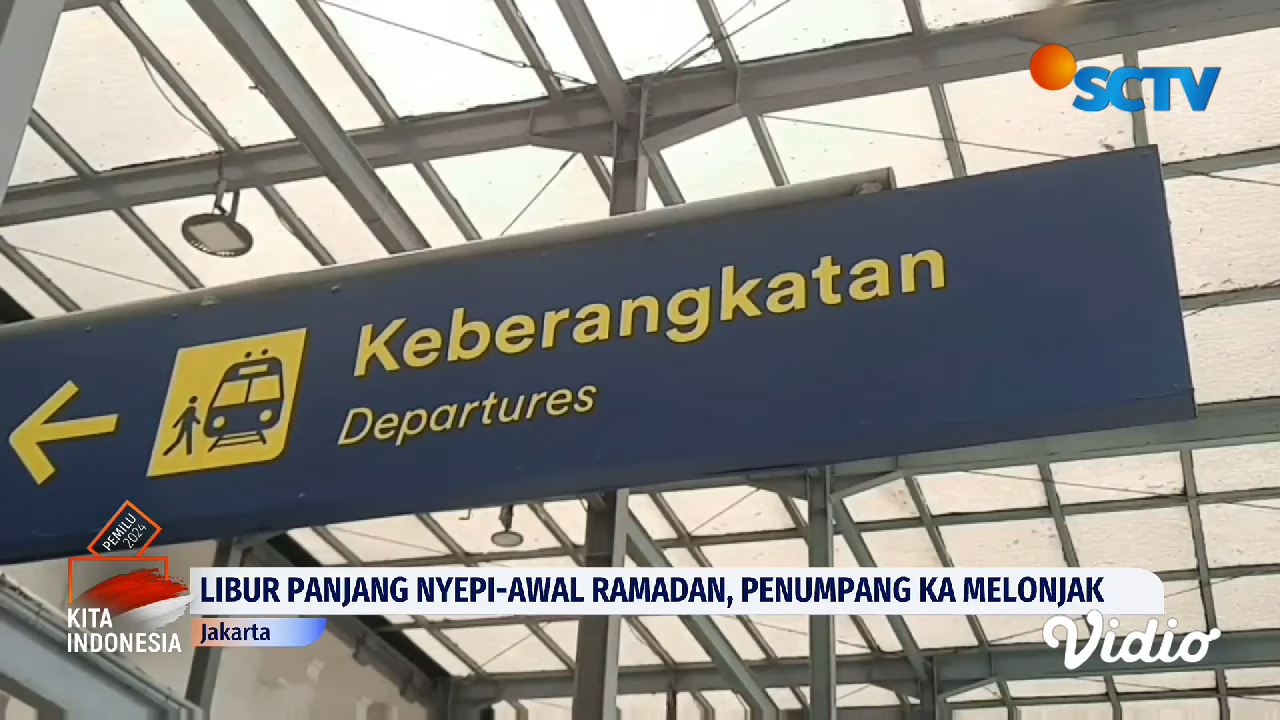 SCTV
Keberangkatan
Departures
PEMILU
2024
LIBUR PANJANG NYEPI-AWAL RAMADAN, PENUMPANG KA MELONJAK
KITA
INDONESIA
Jakarta
Vidio